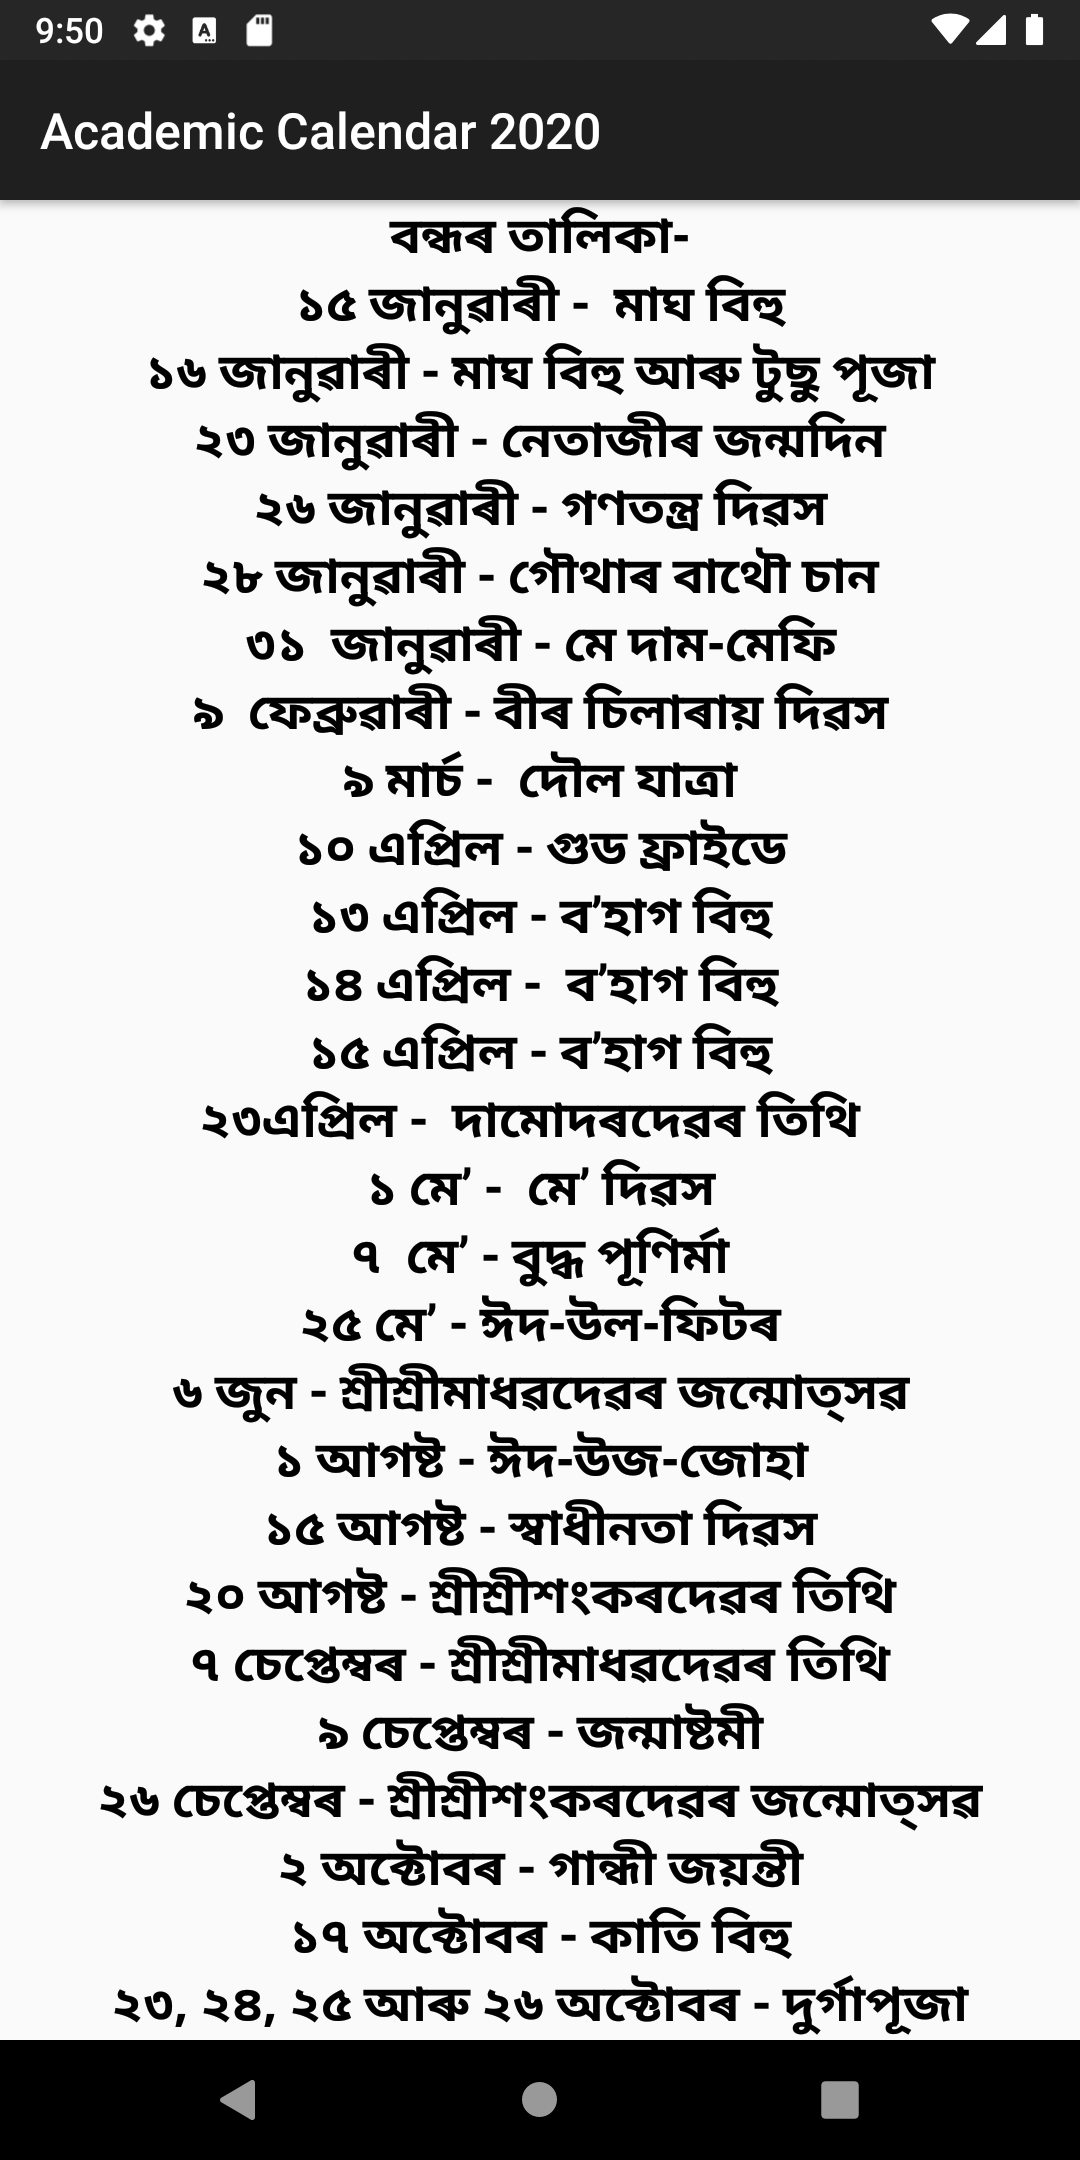 9:50
Academic Calendar 2020
বন্ধৰ তালিকা-
১৫ জানুৱাৰী -  মাঘ বিহু
১৬ জানুৱাৰী - মাঘ বিহু আৰু টুছু পূজা
২৩ জানুৱাৰী - নেতাজীৰ জন্মদিন
২৬ জানুৱাৰী - গণতন্ত্ৰ দিৱস
২৮ জানুৱাৰী - গৌথাৰ বাথৌ চান
৩১  জানুৱাৰী - মে দাম-মেফি
৯  ফেব্ৰুৱাৰী - বীৰ চিলাৰায় দিৱস
৯ মাৰ্চ -  দৌল যাত্ৰা
১০ এপ্ৰিল - গুড ফ্ৰাইডে
১৩ এপ্ৰিল - ব’হাগ বিহু
১৪ এপ্ৰিল -  ব’হাগ বিহু
১৫ এপ্ৰিল - ব’হাগ বিহু
২৩এপ্ৰিল -  দামোদৰদেৱৰ তিথি
১ মে’ -  মে’ দিৱস
৭  মে’ - বুদ্ধ পূণিৰ্মা
২৫ মে’ - ঈদ-উল-ফিটৰ
৬ জুন - শ্ৰীশ্ৰীমাধৱদেৱৰ জন্মোত্‍সৱ
১ আগষ্ট - ঈদ-উজ-জোহা
১৫ আগষ্ট - স্বাধীনতা দিৱস
২০ আগষ্ট - শ্ৰীশ্ৰীশংকৰদেৱৰ তিথি
৭ চেপ্তেম্বৰ - শ্ৰীশ্ৰীমাধৱদেৱৰ তিথি
৯ চেপ্তেম্বৰ - জন্মাষ্টমী
২৬ চেপ্তেম্বৰ - শ্ৰীশ্ৰীশংকৰদেৱৰ জন্মোত্‍সৱ
২ অক্টোবৰ - গান্ধী জয়ন্তী
১৭ অক্টোবৰ - কাতি বিহু
২৩, ২৪, ২৫ আৰু ২৬ অক্টোবৰ - দুৰ্গাপূজা